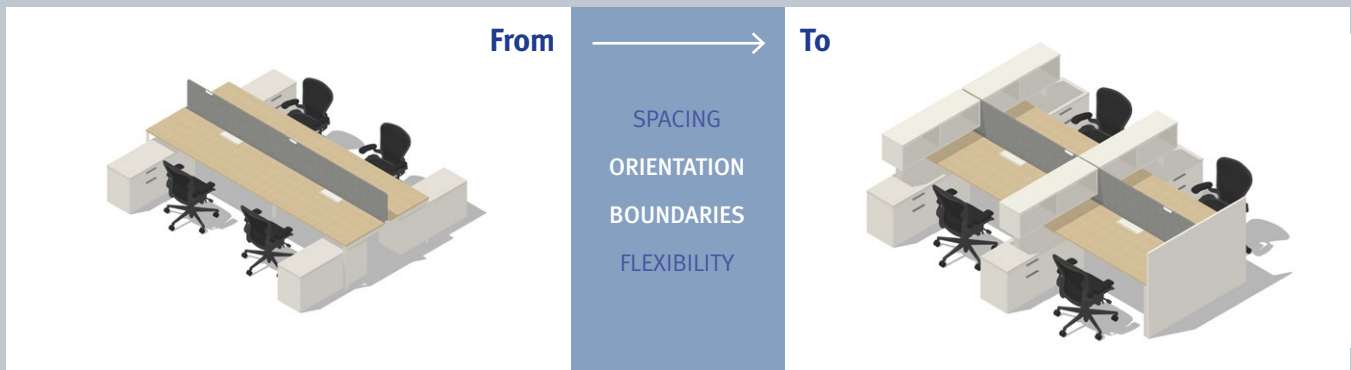 From
To
SPACING
ORIENTATION
BOUNDARIES
FLEXIBILITY